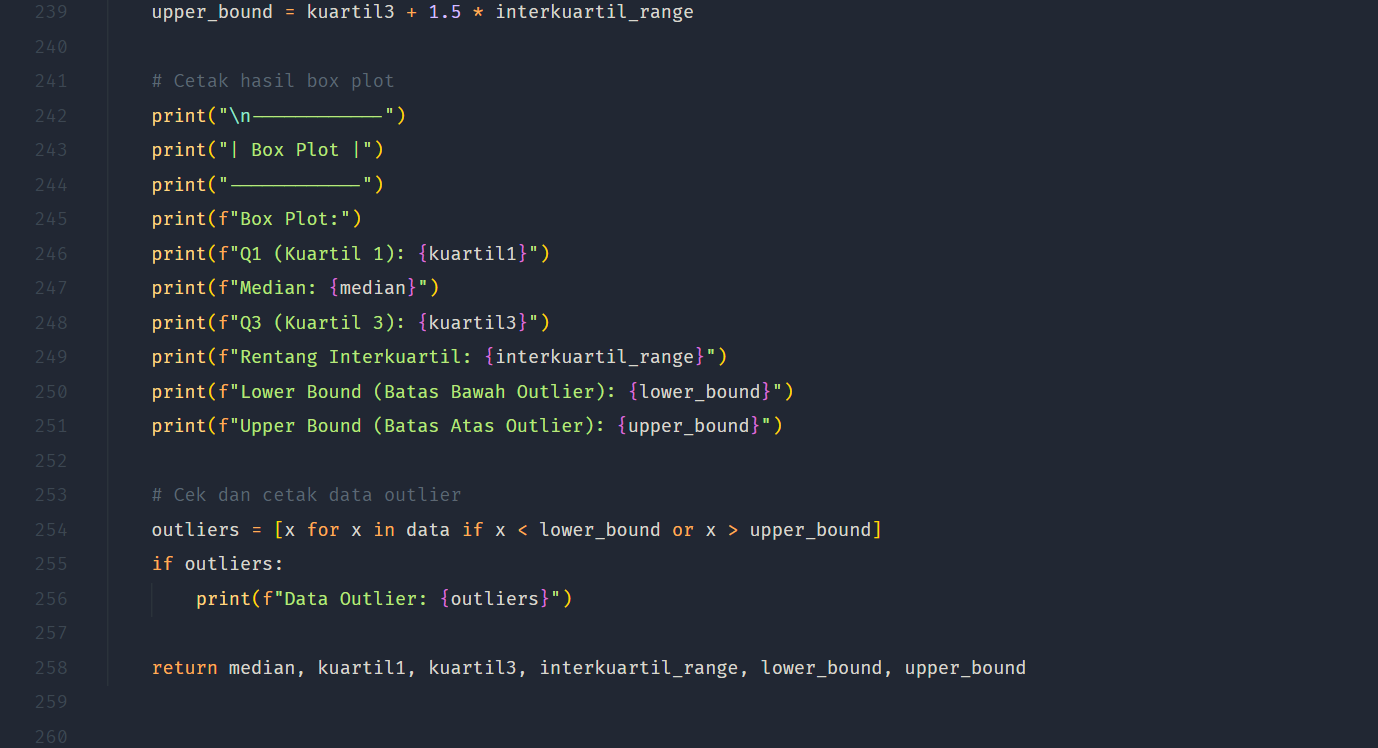 239 upper_bound = kuartil3 + 1.5 * interkuartil_range
240
241 # Cetak hasil box plot
242 print("\n------------")
243 print("| Box Plot |")
244 print("------------")
245 print(f"Box Plot:")
246 print(f"Q1 (Kuartil 1): {kuartil1}")
247 print(f"Median: {median}")
248 print(f"Q3 (Kuartil 3): {kuartil3}")
249 print(f"Rentang Interkuartil: {interkuartil_range}")
250 print(f"Lower Bound (Batas Bawah Outlier): {lower_bound}")
251 print(f"Upper Bound (Batas Atas Outlier): {upper_bound}")
252
253 # Cek dan cetak data outlier
254 outliers = [x for x in data if x < lower_bound or x > upper_bound]
255 if outliers:
256 print(f"Data Outlier: {outliers}")
257
258 return median, kuartil1, kuartil3, interkuartil_range, lower_bound, upper_bound
259
260